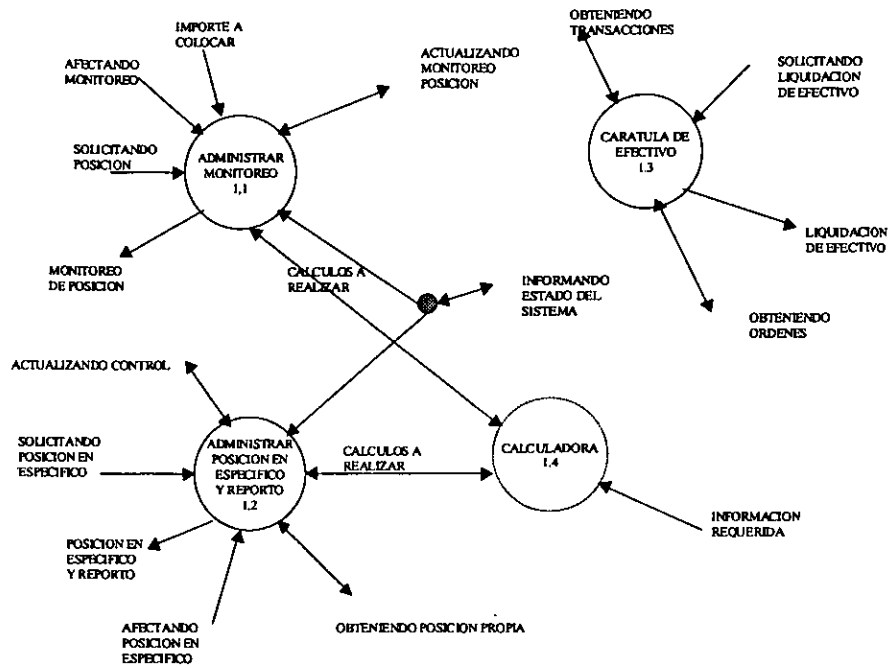 IMPORTE A
COLOCAR
AFECTANDO
MONITOREO
ACTUALIZANDO
MONITOREO
POSICION
SOLICITANDO
POSICION
ADMINISTRAR
MONITOREO
1,1
MONITOREO
DE POSICION
OBTENIENDO
TRANSACCIONES
SOLICITANDO
LIQUIDACION
DE EFECTIVO
CARATULA DE
EFECTIVO
1.3
LIQUIDACION
DE EFECTIVO
OBTENIENDO
ORDENES
CALCULOS A
REALIZAR
INFORMANDO
ESTADO DEL
SISTEMA
ACTUALIZANDO CONTROL
SOLICITANDO
POSICION EN
ESPECIFICO
ADMINISTRAR
POSICION EN
ESPECIFICO
Y REPORTO
1,2
CALCULOS A
REALIZAR
CALCULADORA
1,4
INFORMACION
REQUERIDA
POSICION EN
ESPECIFICO
Y REPORTO
AFECTANDO
POSICION EN
ESPECIFICO
OBTENIENDO POSICION PROPIA